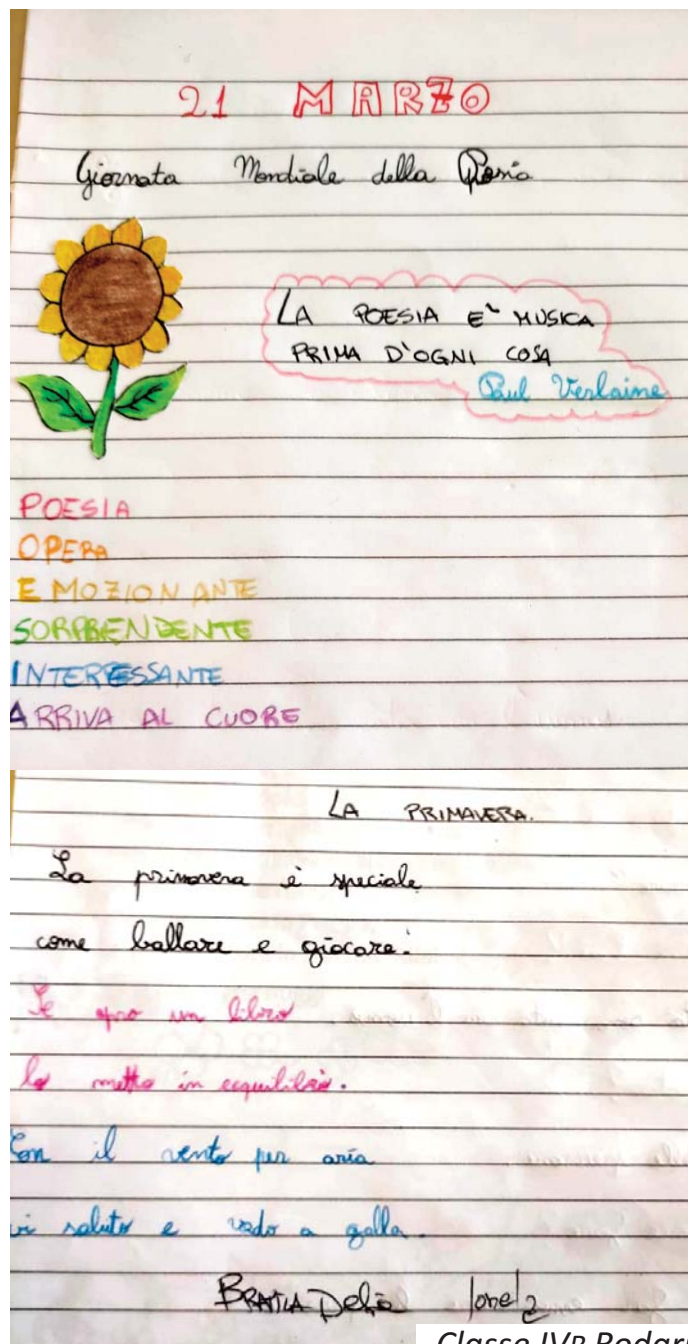 21 MARZO
Giornata Mondiale della Poesia
LA POESIA E' MUSICA
PRIMA D'OGNI COSA
Paul Verlaine
POESIA
OPERA
EMOZIONANTE
SORPRENDENTE
INTERESSANTE
ARRIVA AL CUORE
LA PRIMAVERA.
La primavera è speciale
come ballare e giocare.
Se apro un libro
lo metto in equilibrio.
Con il vento per aria
vi saluto e vado a galla.
Delia
Classe IVB Rodari